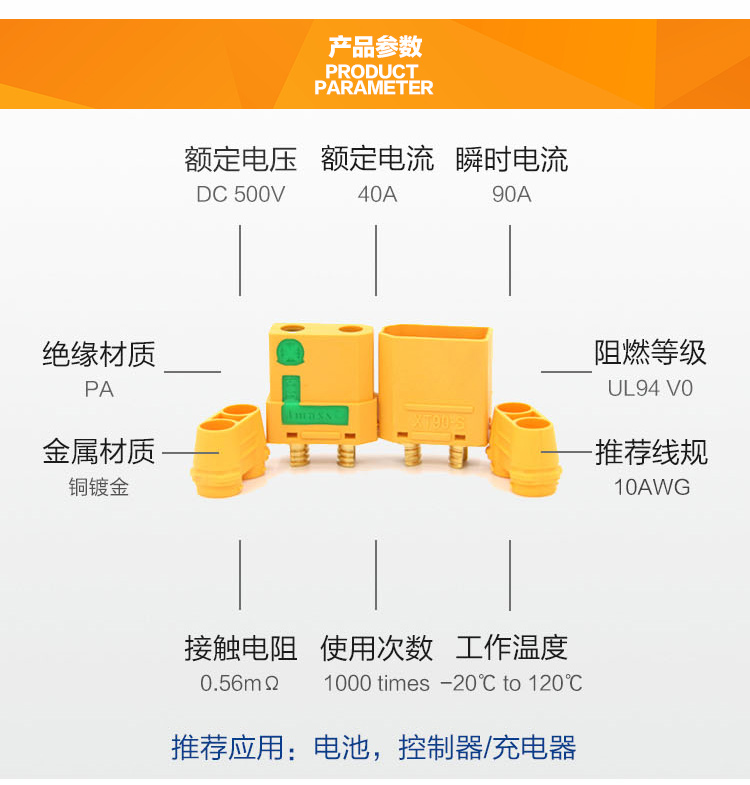 产品参数
PRODUCT
PARAMETER
额定电压 额定电流 瞬时电流
DC 500V 40A 90A
绝缘材质 阻燃等级
PA UL94 V0
金属材质 推荐线规
铜镀金 10AWG
Amass
XT90-S
接触电阻 使用次数 工作温度
0.56mΩ 1000 times -20℃ to 120℃
推荐应用：电池，控制器/充电器